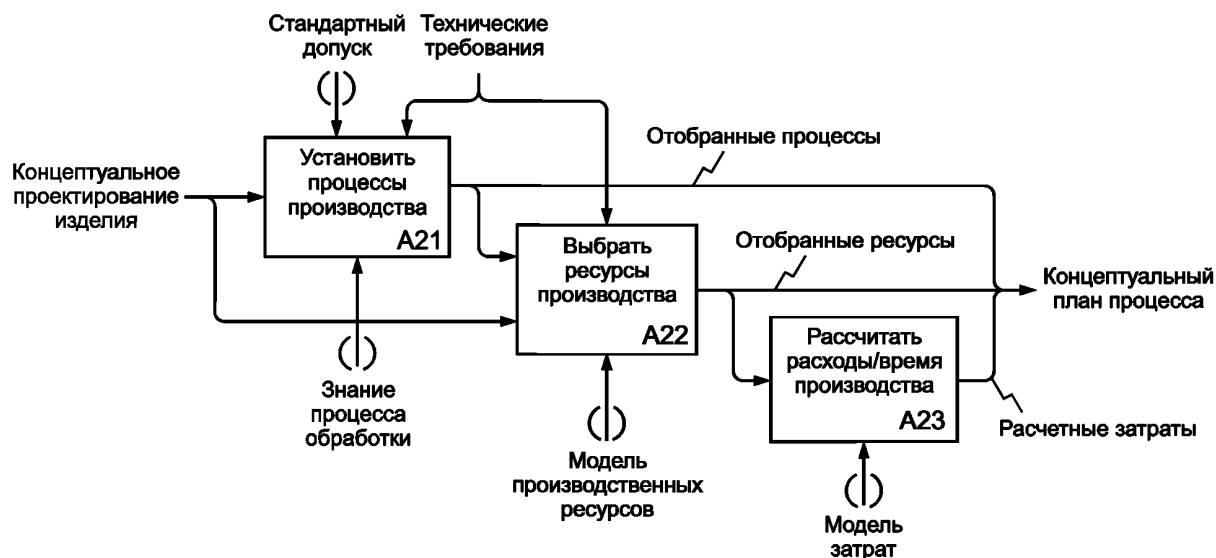 Стандартный
допуск
Технические
требования
Отобранные процессы
Концептуальное
проектирование
изделия
Установить
процессы
производства
A21
Выбрать
ресурсы
производства
A22
Отобранные ресурсы
Концептуальный
план процесса
Рассчитать
расходы/время
производства
A23
Расчетные затраты
Знание
процесса
обработки
Модель
производственных
ресурсов
Модель
затрат